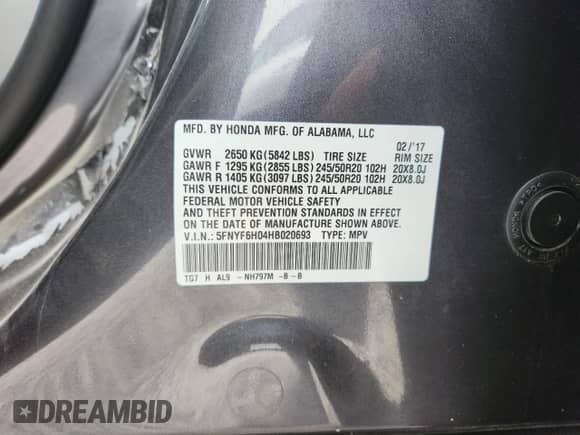 MFD. BY HONDA MFG. OF ALABAMA, LLC
02/'17
GVWR 2650 KG(5842 LBS) TIRE SIZE RIM SIZE
GAWR F 1295 KG(2855 LBS)245/50R20 102H 20X8.0J
GAWR R 1405 KG(3097 LBS)245/50R20 102H 20X8.0J
THIS VEHICLE CONFORMS TO ALL APPLICABLE
FEDERAL MOTOR VEHICLE SAFETY
AND THEFT PREVENTION STANDARDS IN EFFECT
ON THE DATE OF MANUFACTURE SHOWN ABOVE.
V.I.N.: 5FNYF6H04HB020693 TYPE: MPV
TG7 H AL9 -NH797M -B-B
DREAMBID